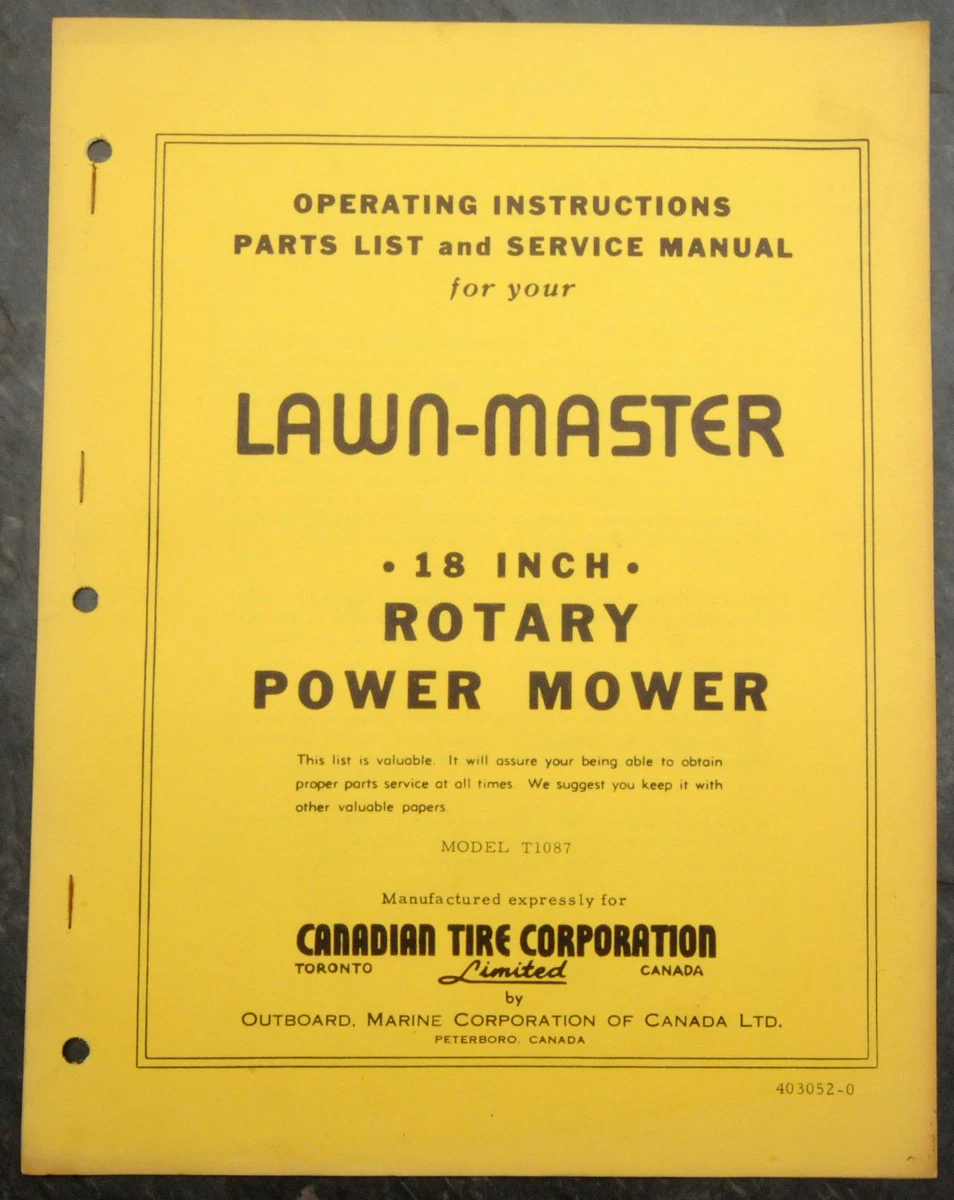 OPERATING INSTRUCTIONS
PARTS LIST and SERVICE MANUAL
for your
LAWN-MASTER
• 18 INCH •
ROTARY
POWER MOWER
This list is valuable. It will assure your being able to obtain
proper parts service at all times. We suggest you keep it with
other valuable papers.
MODEL T1087
Manufactured expressly for
CANADIAN TIRE CORPORATION
TORONTO Limited CANADA
by
OUTBOARD, MARINE CORPORATION OF CANADA LTD.
PETERBORO, CANADA
403052-0